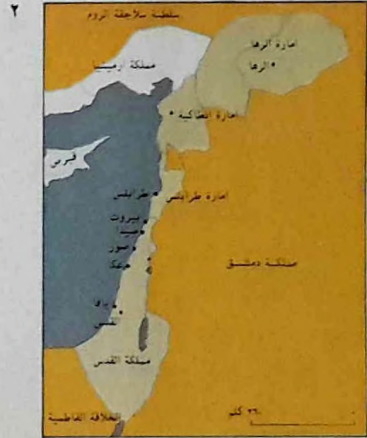 ٢
سلطنة سلاجقة الروم
امارة الرها
الرها
مملكة ارمينيا
امارة انطاكية
قبرص
طرابلس
امارة طرابلس
بيروت
صيدا
صور
عكا
مملكة دمشق
يافا
القدس
مملكة القدس
الخلافة الفاطمية
كلم